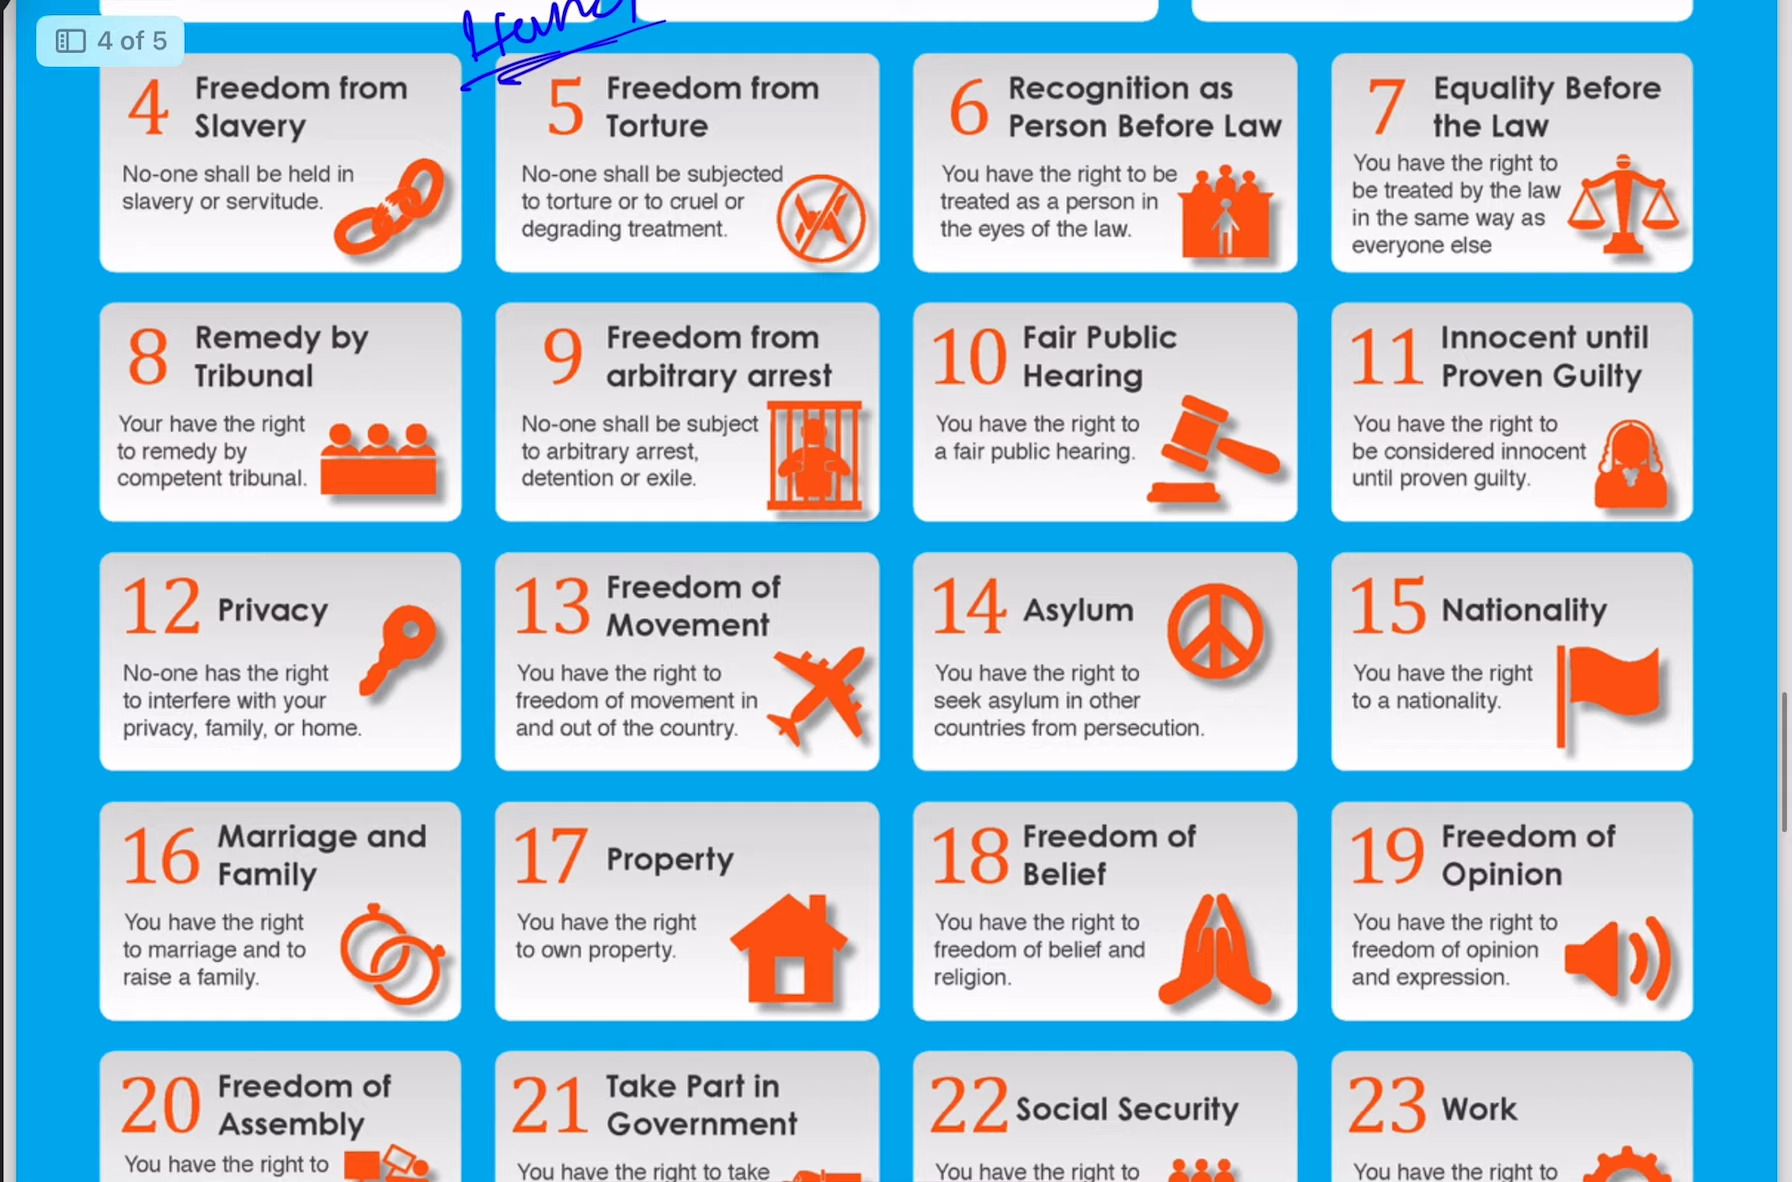 4 of 5
4 Freedom from
Slavery
No-one shall be held in
slavery or servitude.
5 Freedom from
Torture
No-one shall be subjected
to torture or to cruel or
degrading treatment.
6 Recognition as
Person Before Law
You have the right to be
treated as a person in
the eyes of the law.
7 Equality Before
the Law
You have the right to
be treated by the law
in the same way as
everyone else
8 Remedy by
Tribunal
Your have the right
to remedy by
competent tribunal.
9 Freedom from
arbitrary arrest
No-one shall be subject
to arbitrary arrest,
detention or exile.
10 Fair Public
Hearing
You have the right to
a fair public hearing.
11 Innocent until
Proven Guilty
You have the right to
be considered innocent
until proven guilty.
12 Privacy
No-one has the right
to interfere with your
privacy, family, or home.
13 Freedom of
Movement
You have the right to
freedom of movement in
and out of the country.
14 Asylum
You have the right to
seek asylum in other
countries from persecution.
15 Nationality
You have the right
to a nationality.
16 Marriage and
Family
You have the right
to marriage and to
raise a family.
17 Property
You have the right
to own property.
18 Freedom of
Belief
You have the right to
freedom of belief and
religion.
19 Freedom of
Opinion
You have the right to
freedom of opinion
and expression.
20 Freedom of
Assembly
You have the right to
21 Take Part in
Government
You have the right to take
22 Social Security
You have the right to
23 Work
You have the right to